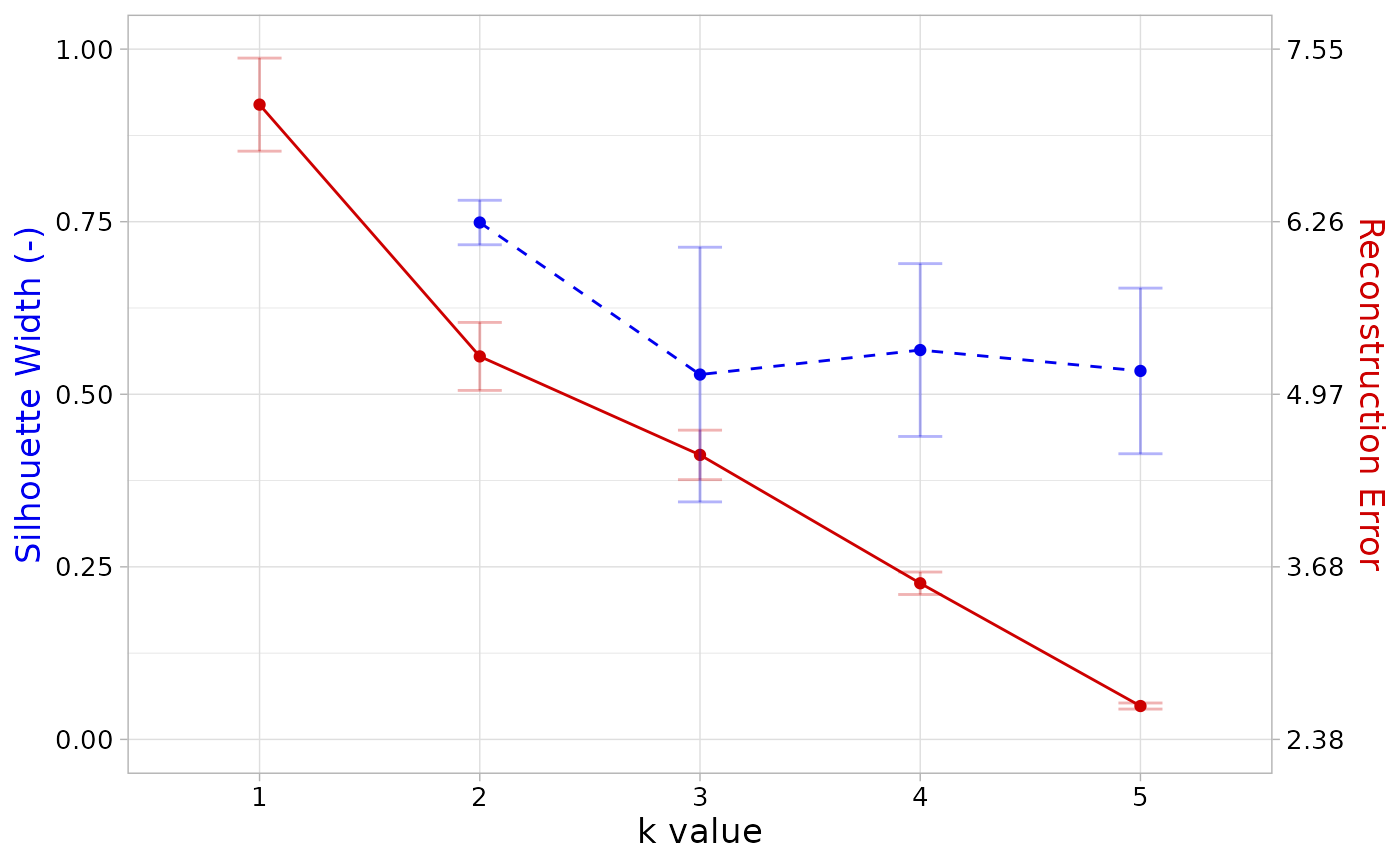 Silhouette Width (-)
1.00
0.75
0.50
0.25
0.00
7.55
6.26
4.97
3.68
2.38
Reconstruction Error
1 2 3 4 5
k value